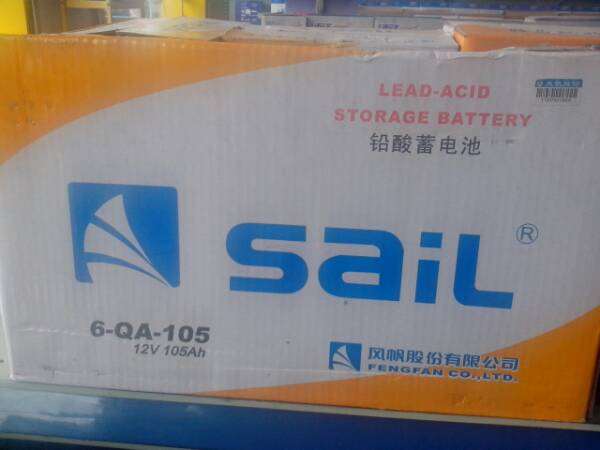 LEAD-ACID
STORAGE BATTERY
铅酸蓄电池
saiL®
6-QA-105
12V 105Ah
风帆股份有限公司
FENGFAN CO.,LTD.